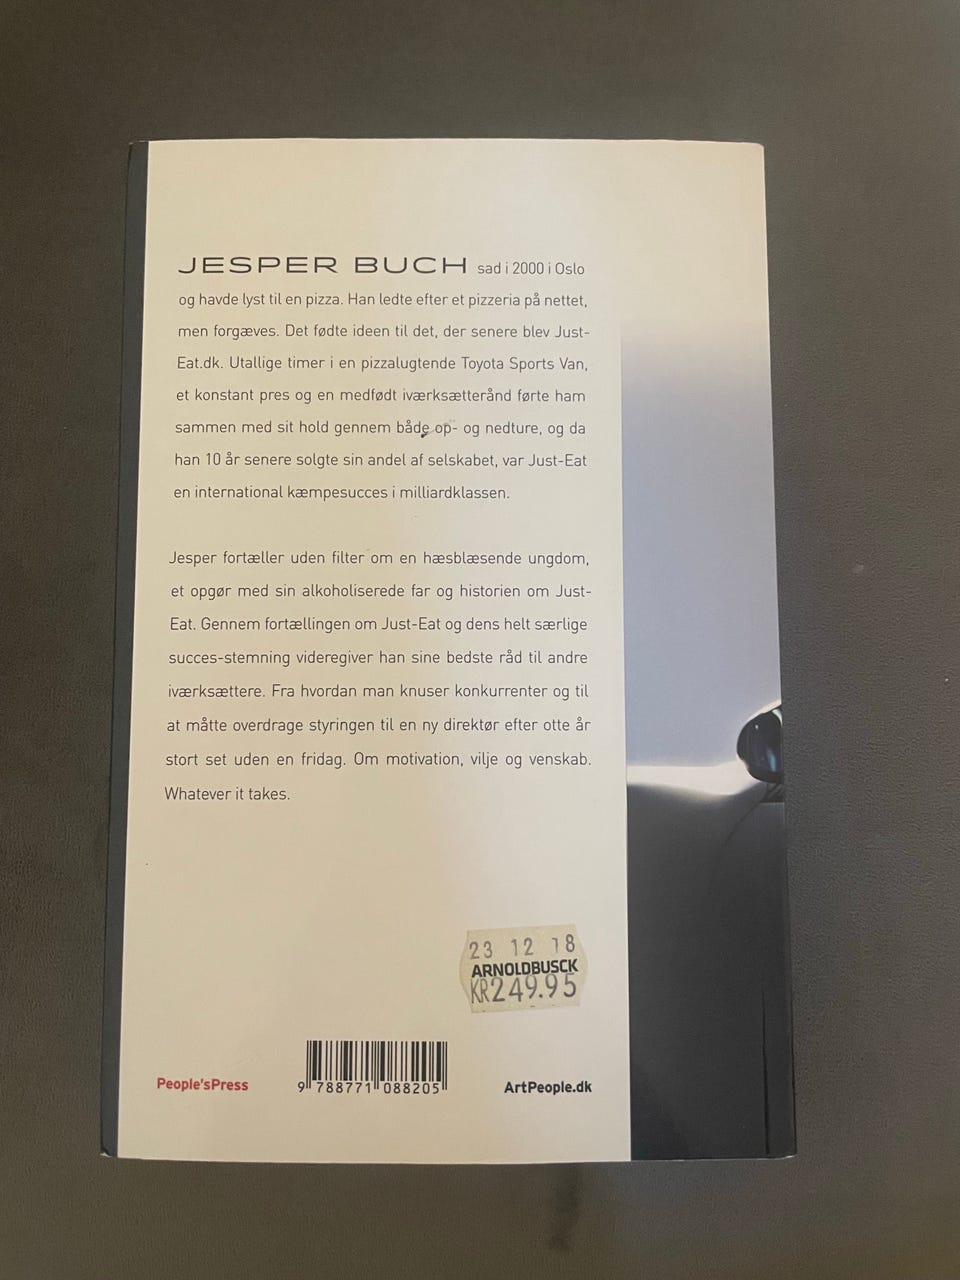 JESPER BUCH sad i 2000 i Oslo
og havde lyst til en pizza. Han ledte efter et pizzeria på nettet,
men forgæves. Det fødte ideen til det, der senere blev Just-
Eat.dk. Utallige timer i en pizzalugtende Toyota Sports Van,
et konstant pres og en medfødt iværksætterånd førte ham
sammen med sit hold gennem både op- og nedture, og da
han 10 år senere solgte sin andel af selskabet, var Just-Eat
en international kæmpesucces i milliardklassen.
Jesper fortæller uden filter om en hæsblæsende ungdom,
et opgør med sin alkoholiserede far og historien om Just-
Eat. Gennem fortællingen om Just-Eat og dens helt særlige
succes-stemning videregiver han sine bedste råd til andre
iværksættere. Fra hvordan man knuser konkurrenter og til
at måtte overdrage styringen til en ny direktør efter otte år
stort set uden en fridag. Om motivation, vilje og venskab.
Whatever it takes.
23 12 18
ARNOLDBUSCK
KR249.95
People'sPress
9 788771 088205
ArtPeople.dk